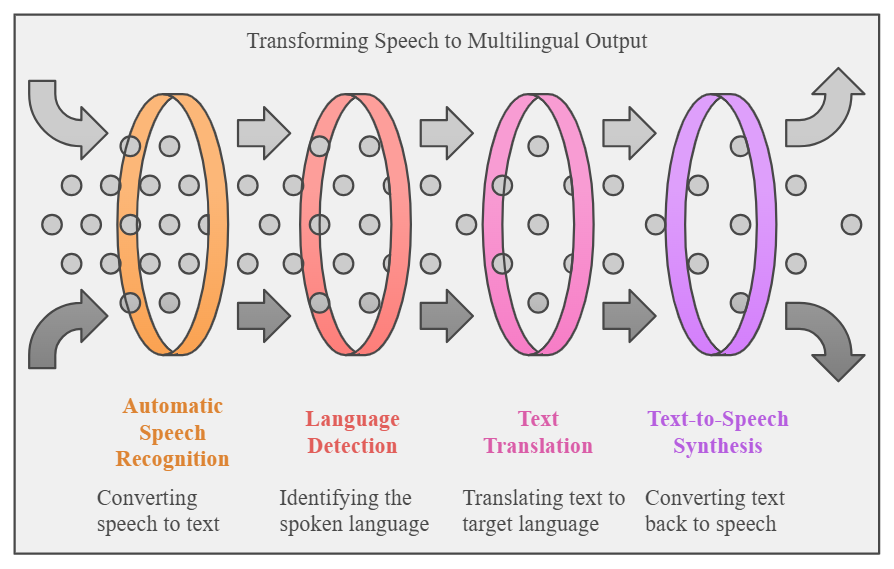 Transforming Speech to Multilingual Output
Automatic
Speech
Recognition
Converting
speech to text
Language
Detection
Identifying the
spoken language
Text
Translation
Translating text to
target language
Text-to-Speech
Synthesis
Converting text
back to speech